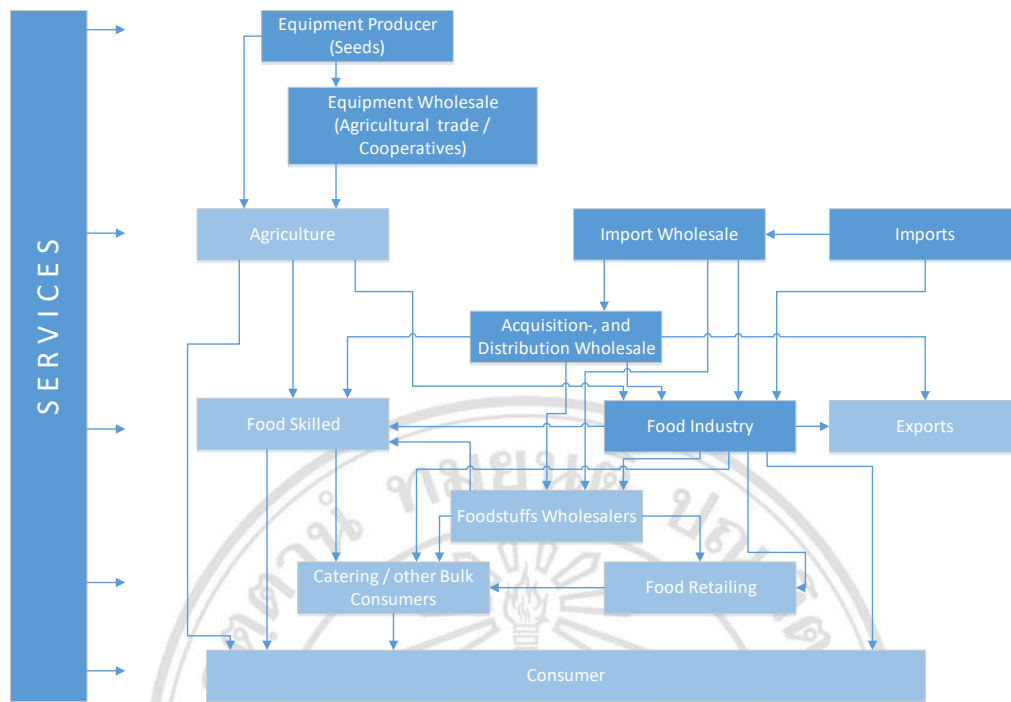 SERVICES
Equipment Producer
(Seeds)
Equipment Wholesale
(Agricultural trade /
Cooperatives)
Agriculture
Import Wholesale
Imports
Acquisition-, and
Distribution Wholesale
Food Skilled
Food Industry
Exports
Foodstuffs Wholesalers
Catering / other Bulk
Consumers
Food Retailing
Consumer